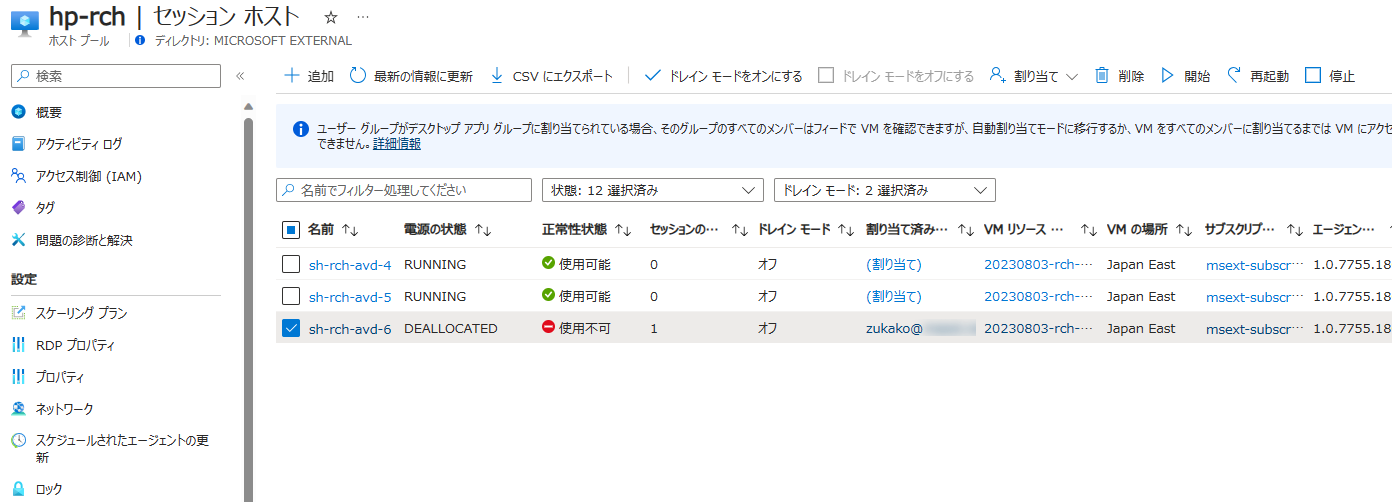 hp-rch | セッション ホスト ☆ …
ホスト プール ディレクトリ: MICROSOFT EXTERNAL
検索 «
追加 最新の情報に更新 CSV にエクスポート ドレイン モードをオンにする ドレイン モードをオフにする 割り当て 削除 開始 再起動 停止
概要
アクティビティ ログ
アクセス制御 (IAM)
タグ
問題の診断と解決
設定
スケーリング プラン
RDP プロパティ
プロパティ
ネットワーク
スケジュールされたエージェントの更
新
ロック
ユーザー グループがデスクトップ アプリ グループに割り当てられている場合、そのグループのすべてのメンバーはフィードで VM を確認できますが、自動割り当てモードに移行するか、VM をすべてのメンバーに割り当てるまでは VM にアクセ
できません。詳細情報
名前でフィルター処理してください 状態: 12 選択済み ドレイン モード: 2 選択済み
名前 ↑↓ 電源の状態 ↑↓ 正常性状態 ↑↓ セッションの… ↑↓ ドレイン モード ↑↓ 割り当て済み… ↑↓ VM リソース … ↑↓ VM の場所 ↑↓ サブスクリプ… ↑↓ エージェン…
sh-rch-avd-4 RUNNING 使用可能 0 オフ (割り当て) 20230803-rch-… Japan East msext-subscr… 1.0.7755.18
sh-rch-avd-5 RUNNING 使用可能 0 オフ (割り当て) 20230803-rch-… Japan East msext-subscr… 1.0.7755.18
sh-rch-avd-6 DEALLOCATED 使用不可 1 オフ zukako@ 20230803-rch-… Japan East msext-subscr… 1.0.7755.18